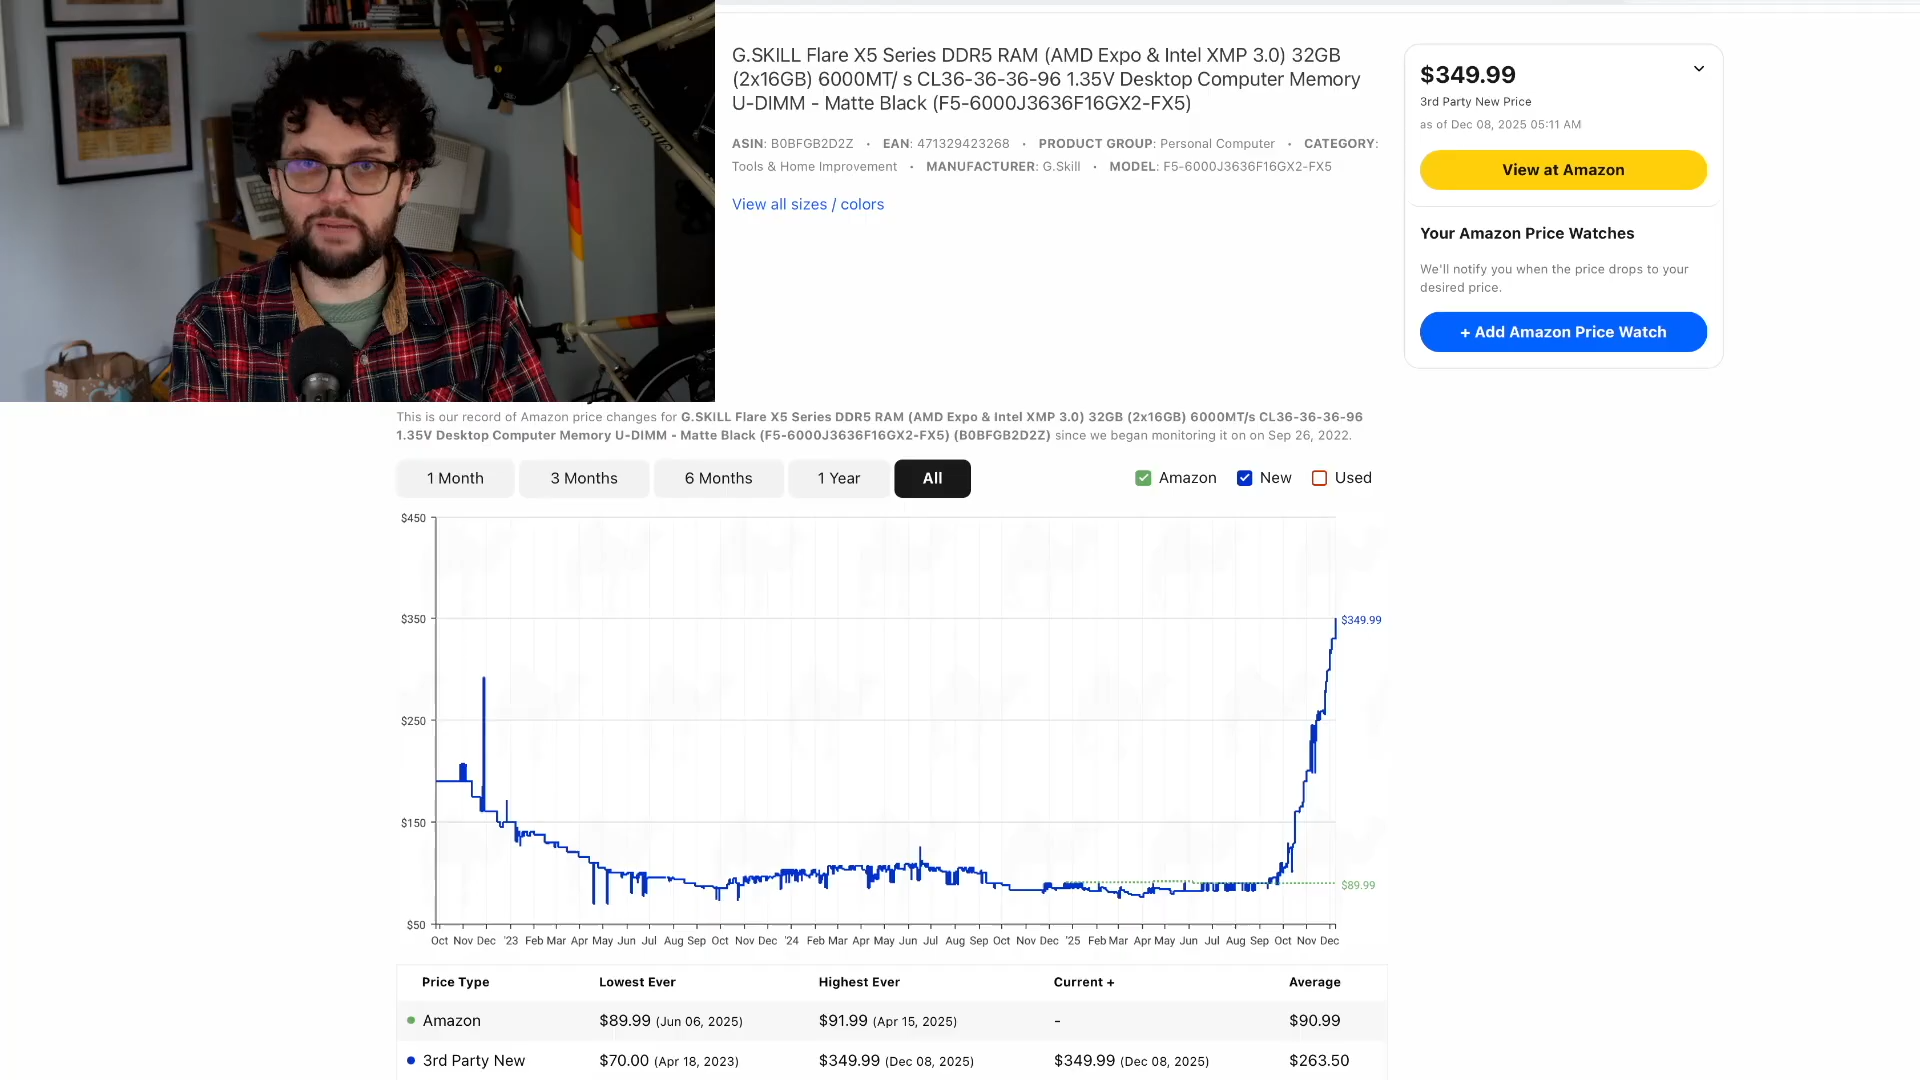 G.SKILL Flare X5 Series DDR5 RAM (AMD Expo & Intel XMP 3.0) 32GB
(2x16GB) 6000MT/ s CL36-36-36-96 1.35V Desktop Computer Memory
U-DIMM - Matte Black (F5-6000J3636F16GX2-FX5)
ASIN: B0BFGB2D2Z • EAN: 471329423268 • PRODUCT GROUP: Personal Computer • CATEGORY:
Tools & Home Improvement • MANUFACTURER: G.Skill • MODEL: F5-6000J3636F16GX2-FX5
View all sizes / colors
$349.99
3rd Party New Price
as of Dec 08, 2025 05:11 AM
View at Amazon
Your Amazon Price Watches
We'll notify you when the price drops to your
desired price.
+ Add Amazon Price Watch
This is our record of Amazon price changes for G.SKILL Flare X5 Series DDR5 RAM (AMD Expo & Intel XMP 3.0) 32GB (2x16GB) 6000MT/s CL36-36-36-96
1.35V Desktop Computer Memory U-DIMM - Matte Black (F5-6000J3636F16GX2-FX5) (B0BFGB2D2Z) since we began monitoring it on on Sep 26, 2022.
1 Month 3 Months 6 Months 1 Year All Amazon New Used
$450
$350
$349.99
$250
$150
$89.99
$50
Oct Nov Dec '23 Feb Mar Apr May Jun Jul Aug Sep Oct Nov Dec '24 Feb Mar Apr May Jun Jul Aug Sep Oct Nov Dec '25 Feb Mar Apr May Jun Jul Aug Sep Oct Nov Dec
Price Type Lowest Ever Highest Ever Current + Average
Amazon $89.99 (Jun 06, 2025) $91.99 (Apr 15, 2025) - $90.99
3rd Party New $70.00 (Apr 18, 2023) $349.99 (Dec 08, 2025) $349.99 (Dec 08, 2025) $263.50